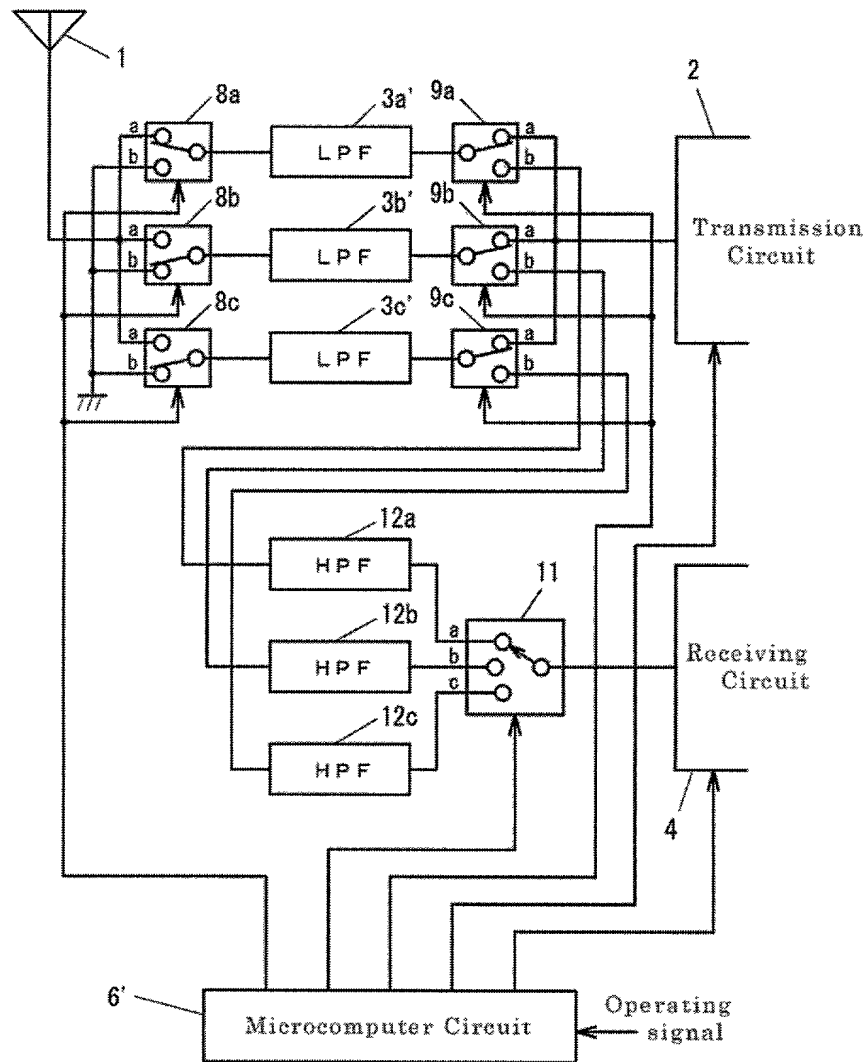 1
8a
3a'
9a
2
a
b
LPF
a
b
8b
3b'
9b
a
b
LPF
a
b
Transmission
Circuit
8c
3c'
9c
a
b
LPF
a
b
12a
HPF
11
12b
HPF
a
b
c
Roceiving
Circuit
12c
HPF
4
6'
Microcomputer Circuit
Operating
signal